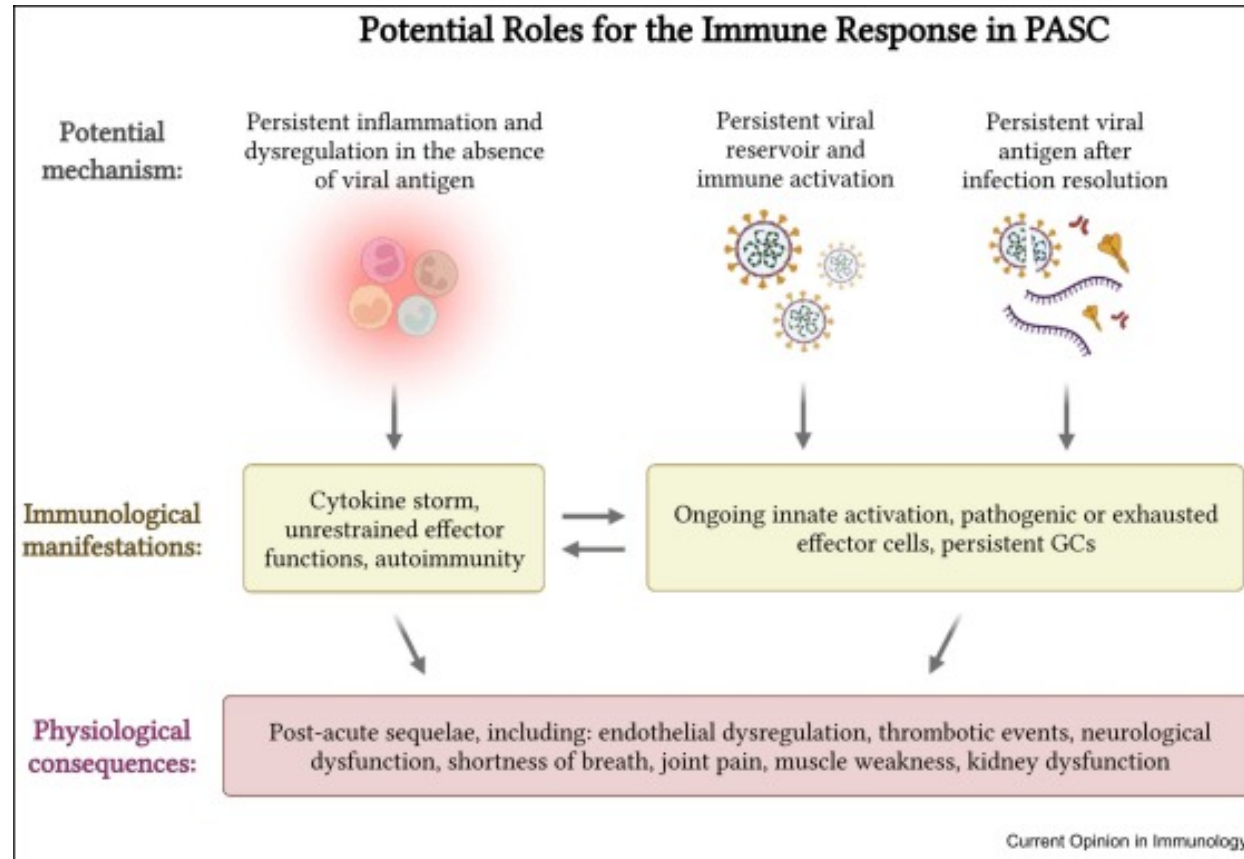 Potential Roles for the Immune Response in PASC
Potential
mechanism:
Persistent inflammation and
dysregulation in the absence
of viral antigen
Persistent viral
reservoir and
immune activation
Persistent viral
antigen after
infection resolution
Immunological
manifestations:
Cytokine storm,
unrestrained effector
functions, autoimmunity
Ongoing innate activation, pathogenic or exhausted
effector cells, persistent GCs
Physiological
consequences:
Post-acute sequelae, including: endothelial dysregulation, thrombotic events, neurological
dysfunction, shortness of breath, joint pain, muscle weakness, kidney dysfunction
Current Opinion in Immunology